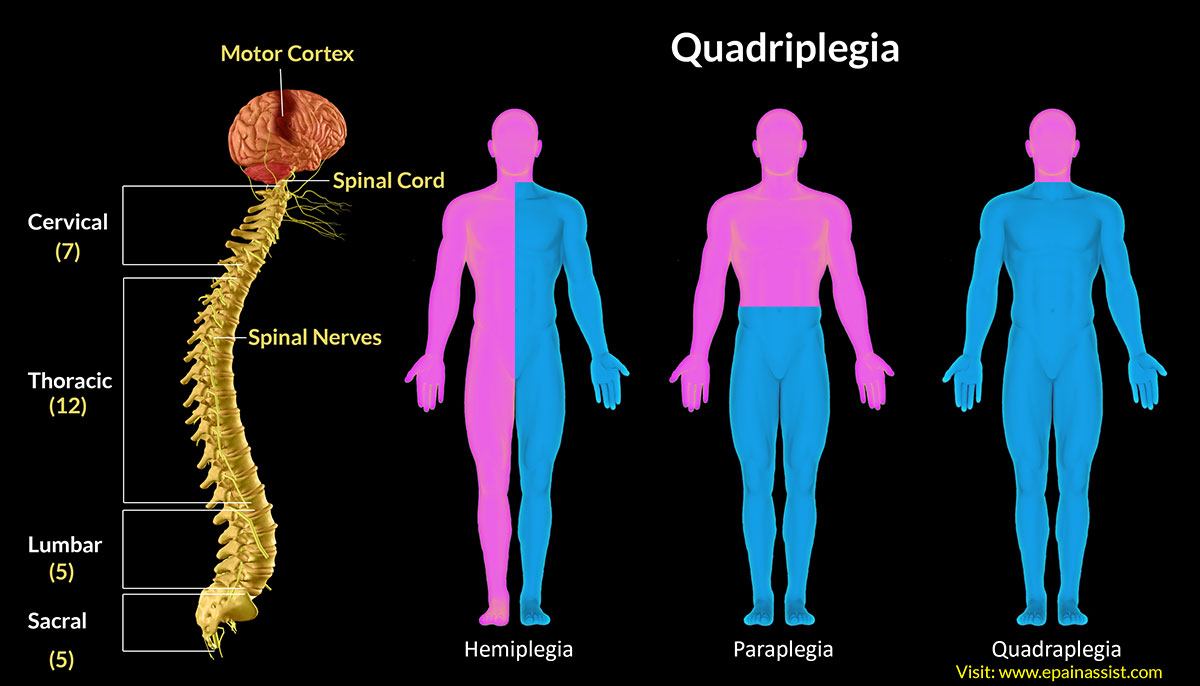 Quadriplegia
Motor Cortex
Spinal Cord
Cervical
(7)
Spinal Nerves
Thoracic
(12)
Lumbar
(5)
Sacral
(5)
Hemiplegia
Paraplegia
Quadraplegia
Visit: www.epainassist.com